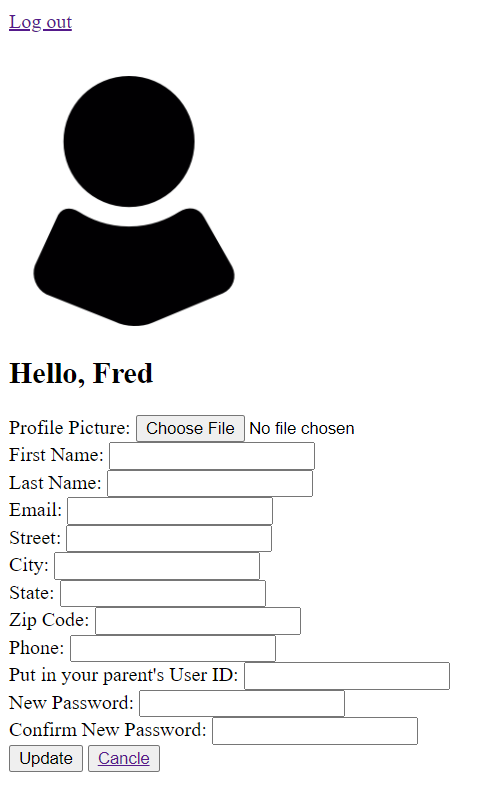 Log out
Hello, Fred
Profile Picture: Choose File No file chosen
First Name:
Last Name:
Email:
Street:
City:
State:
Zip Code:
Phone:
Put in your parent's User ID:
New Password:
Confirm New Password:
Update Cancle